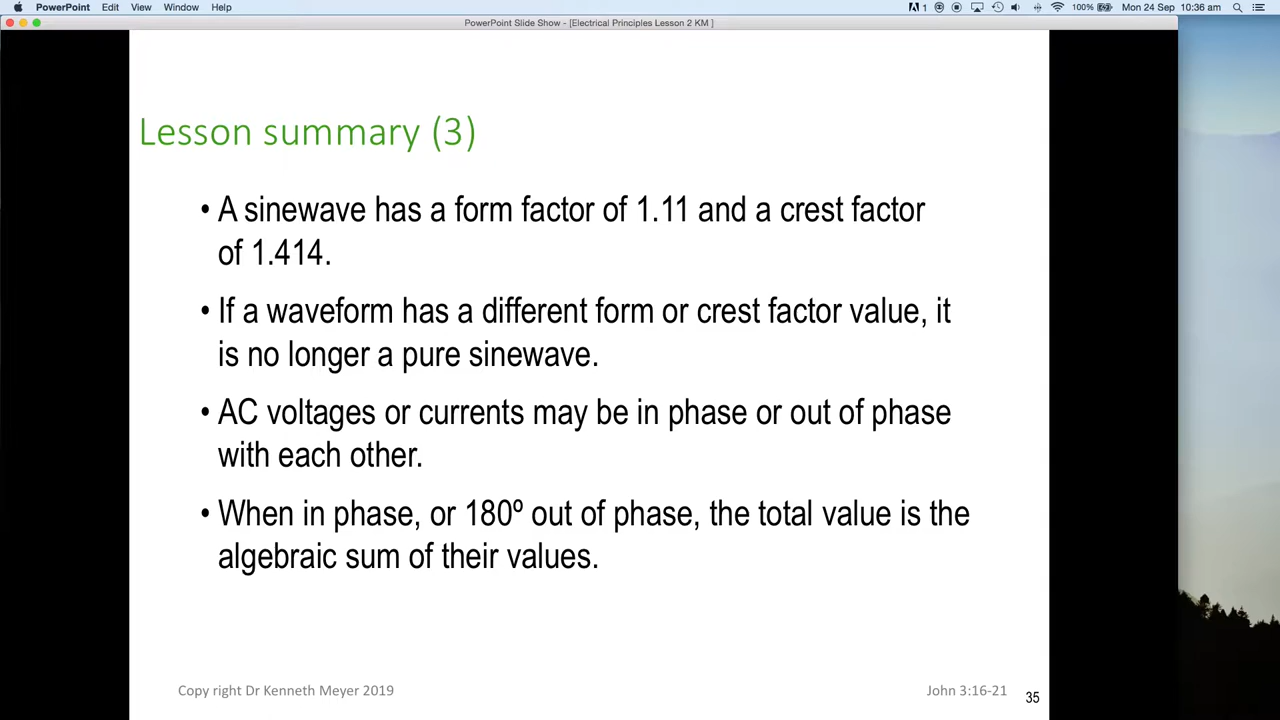 PowerPoint Edit View Window Help 1 100% Mon 24 Sep 10:36 am
PowerPoint Slide Show - [Electrical Principles Lesson 2 KM ]
Lesson summary (3)
• A sinewave has a form factor of 1.11 and a crest factor
of 1.414.
• If a waveform has a different form or crest factor value, it
is no longer a pure sinewave.
• AC voltages or currents may be in phase or out of phase
with each other.
• When in phase, or 180º out of phase, the total value is the
algebraic sum of their values.
Copy right Dr Kenneth Meyer 2019 John 3:16-21 35